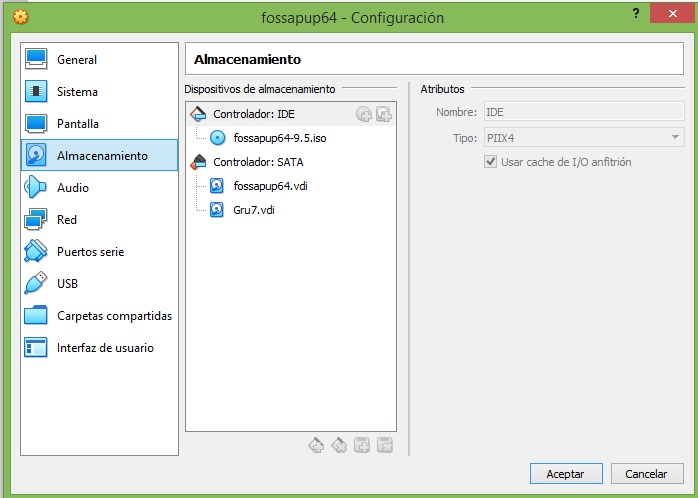 fossapup64 - Configuración
?
x
General
Sistema
Pantalla
Almacenamiento
Audio
Red
Puertos serie
USB
Carpetas compartidas
Interfaz de usuario
Almacenamiento
Dispositivos de almacenamiento
Controlador: IDE
fossapup64-9.5.iso
Controlador: SATA
fossapup64.vdi
Gru7.vdi
Atributos
Nombre: IDE
Tipo: PIIX4
Usar cache de I/O anfitrión
Aceptar
Cancelar